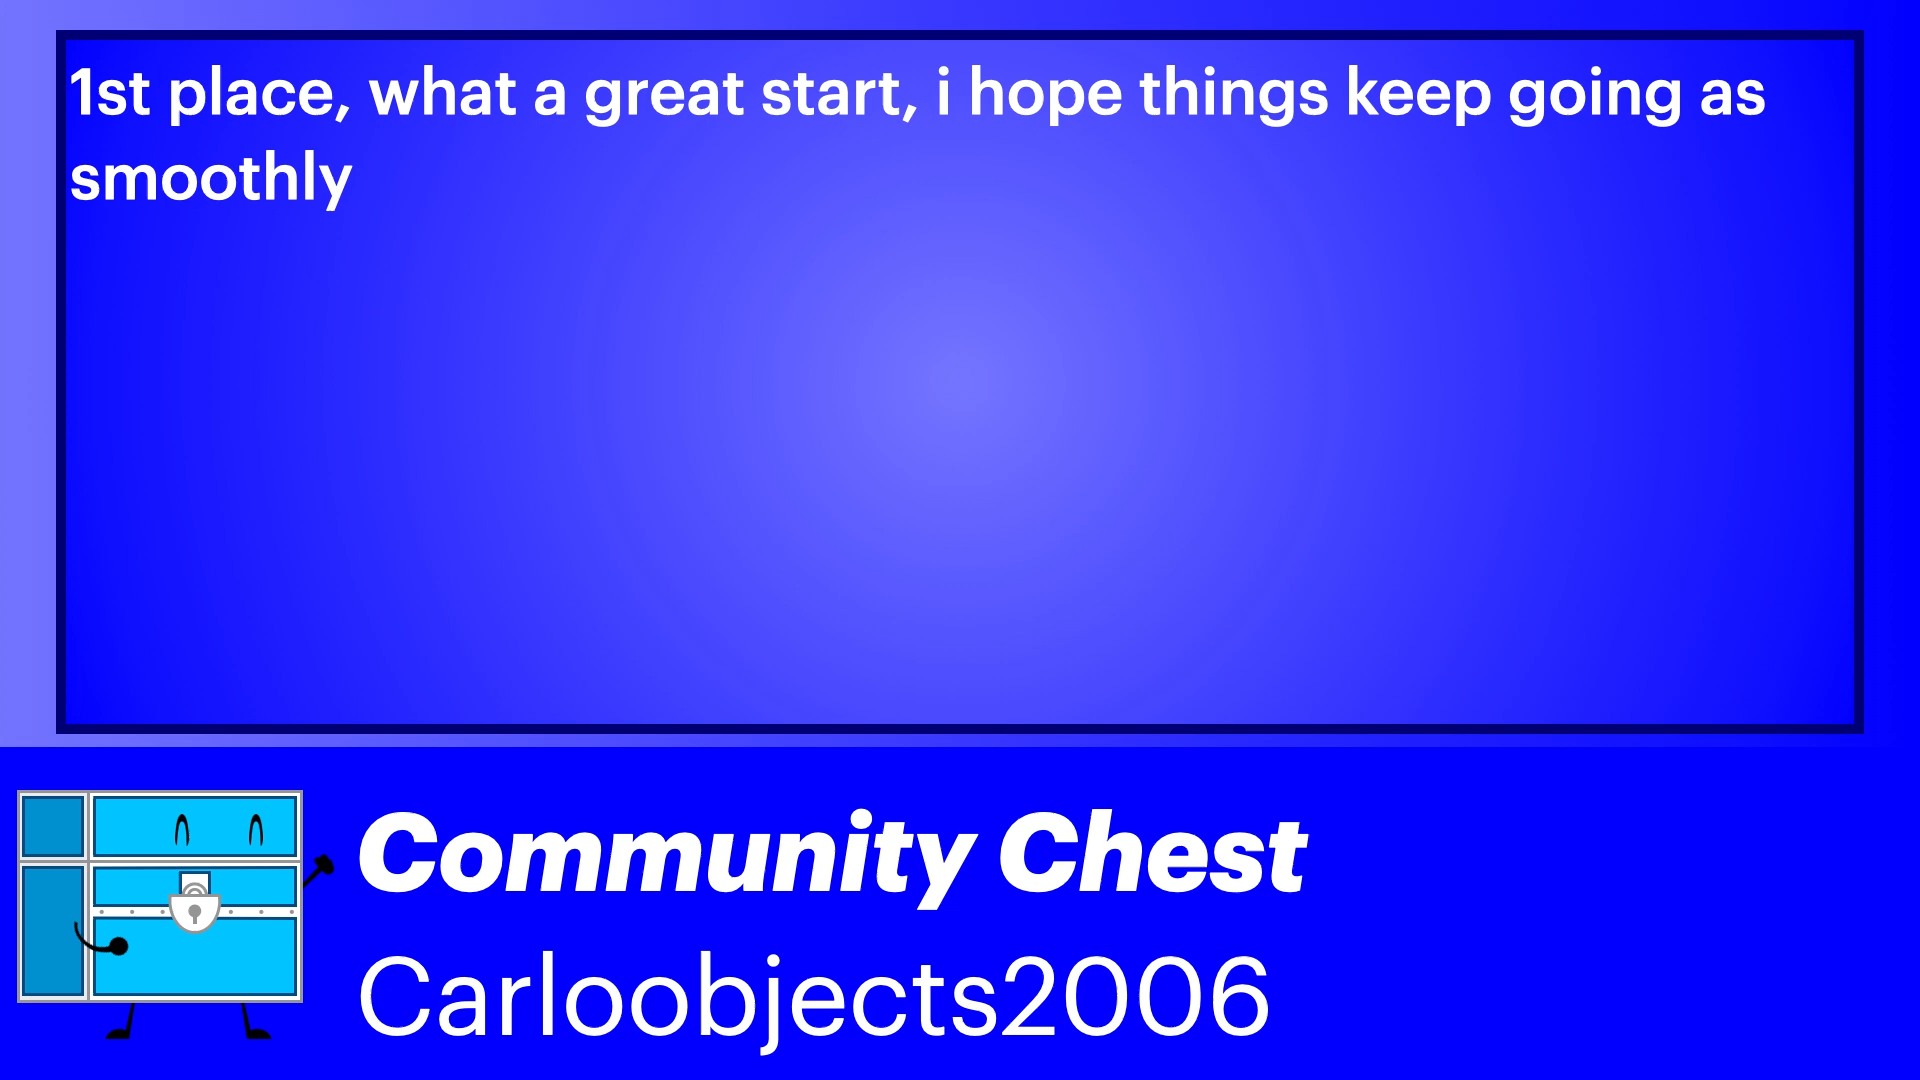 1st place, what a great start, i hope things keep going as
smoothly
Community Chest
Carloobjects2006